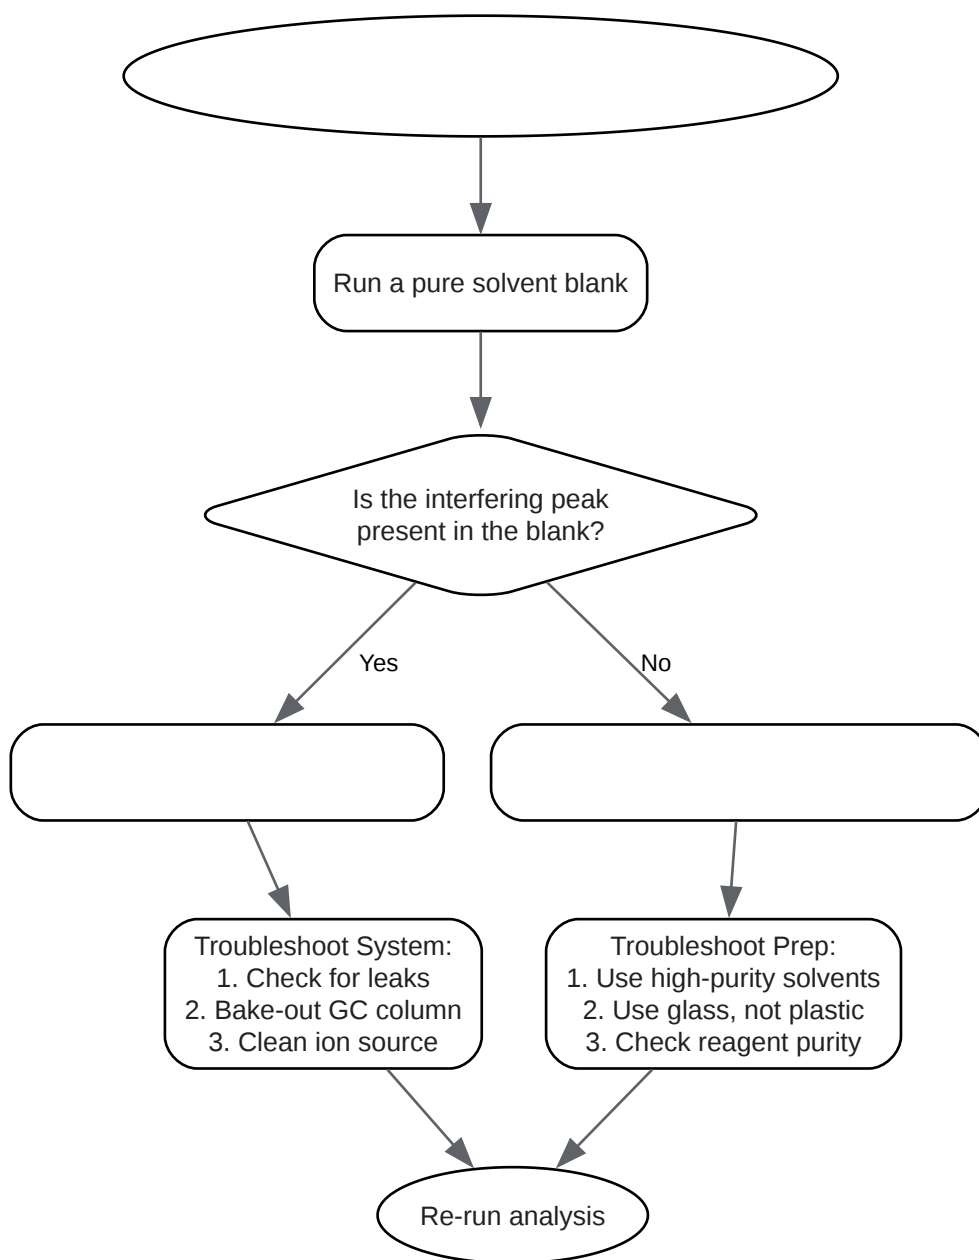 Run a pure solvent blank
Is the interfering peak
present in the blank?
Yes
No
Troubleshoot System:
1. Check for leaks
2. Bake-out GC column
3. Clean ion source
Troubleshoot Prep:
1. Use high-purity solvents
2. Use glass, not plastic
3. Check reagent purity
Re-run analysis